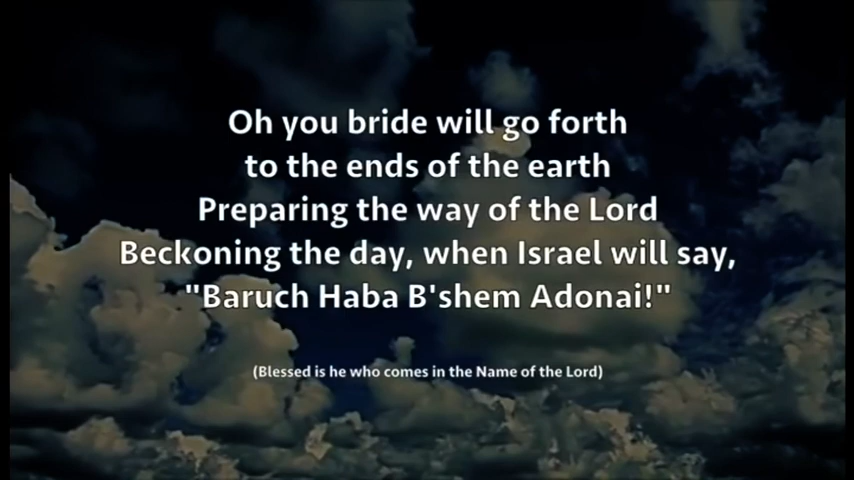 Oh you bride will go forth
to the ends of the earth
Preparing the way of the Lord
Beckoning the day, when Israel will say,
"Baruch Haba B'shem Adonai!"
(Blessed is he who comes in the Name of the Lord)